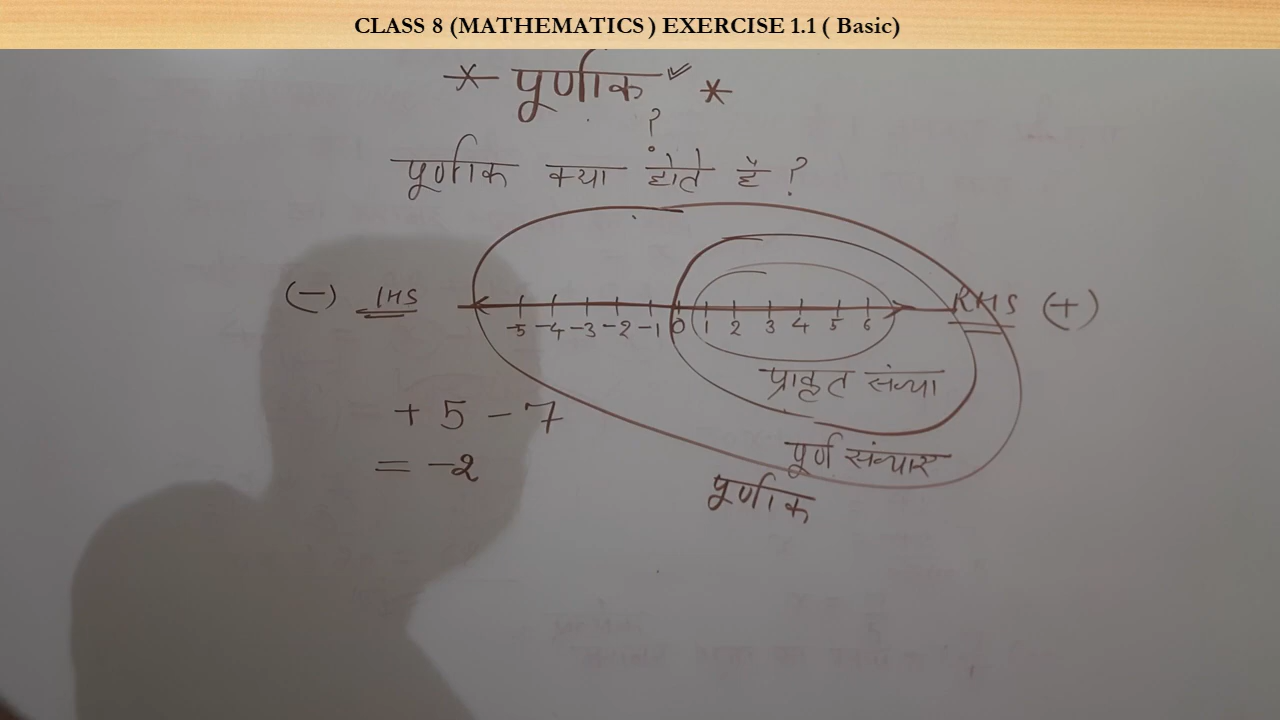 CLASS 8 (MATHEMATICS ) EXERCISE 1.1 ( Basic)
* पूर्णांक ✓ *
?
पूर्णांक क्या होते है ?
(-) LHS RHS (+)
-5 -4 -3 -2 -1 0 1 2 3 4 5 6
प्राकृत संख्या
+ 5 - 7
पूर्ण संख्याएं
= -2
पूर्णांक